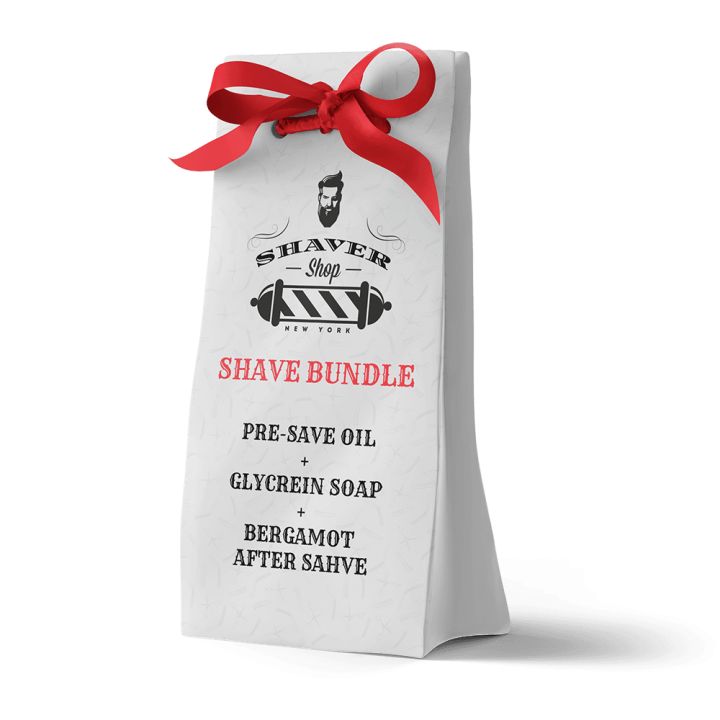 SHAVER
Shop
NEW YORK
SHAVE BUNDLE
PRE-SAVE OIL
+
GLYCREIN SOAP
+
BERGAMOT
AFTER SAHVE